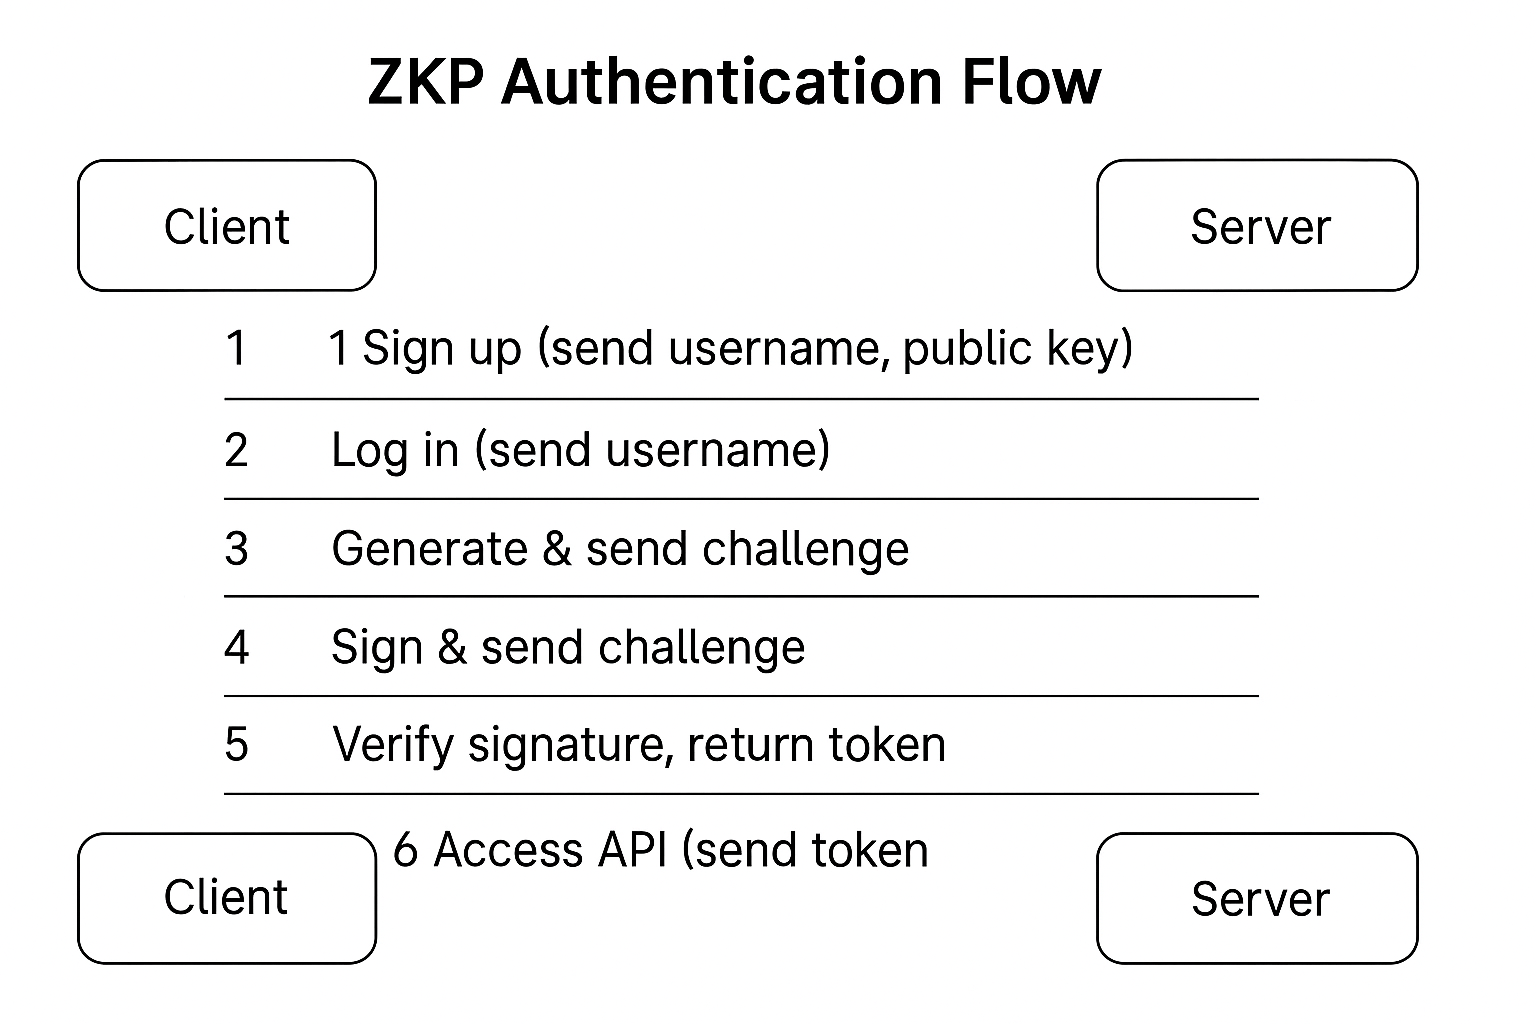 ZKP Authentication Flow
Client
Server
1 1 Sign up (send username, public key)
2 Log in (send username)
3 Generate & send challenge
4 Sign & send challenge
5 Verify signature, return token
6 Access API (send token
Client
Server